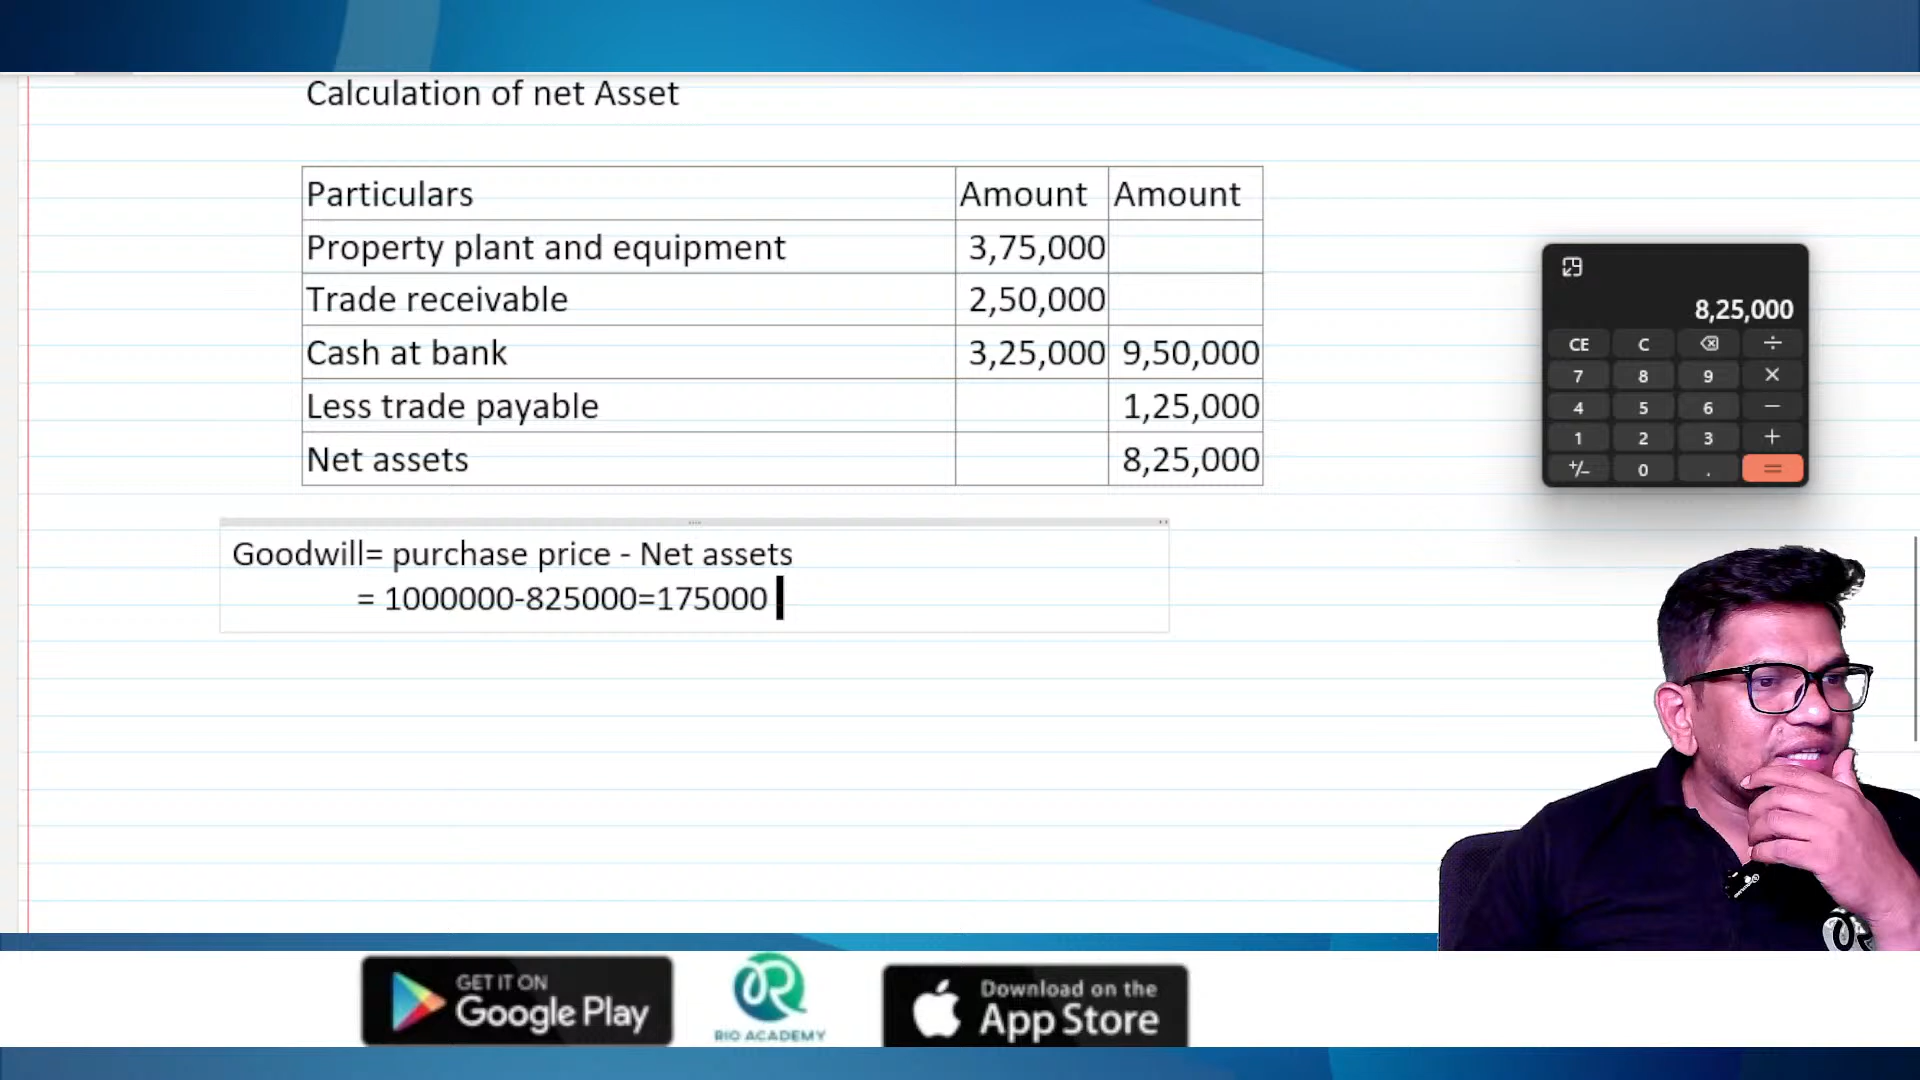 Calculation of net Asset
Particulars Amount Amount
Property plant and equipment 3,75,000
Trade receivable 2,50,000
Cash at bank 3,25,000 9,50,000
Less trade payable 1,25,000
Net assets 8,25,000
Goodwill= purchase price - Net assets
= 1000000-825000=175000
8,25,000
CE C ÷
7 8 9 ×
4 5 6 −
1 2 3 +
+/− 0 . =
GET IT ON
Google Play
RIO ACADEMY
Download on the
App Store